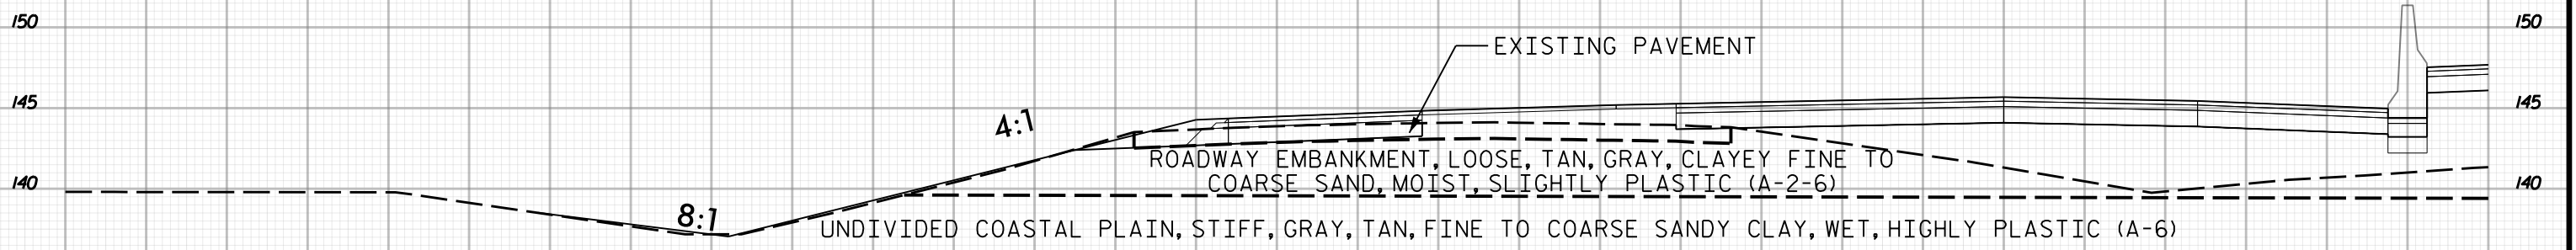 150 150
EXISTING PAVEMENT
145 145
4:1
ROADWAY EMBANKMENT, LOOSE, TAN, GRAY, CLAYEY FINE TO
COARSE SAND, MOIST, SLIGHTLY PLASTIC (A-2-6)
140 140
8:1
UNDIVIDED COASTAL PLAIN, STIFF, GRAY, TAN, FINE TO COARSE SANDY CLAY, WET, HIGHLY PLASTIC (A-6)